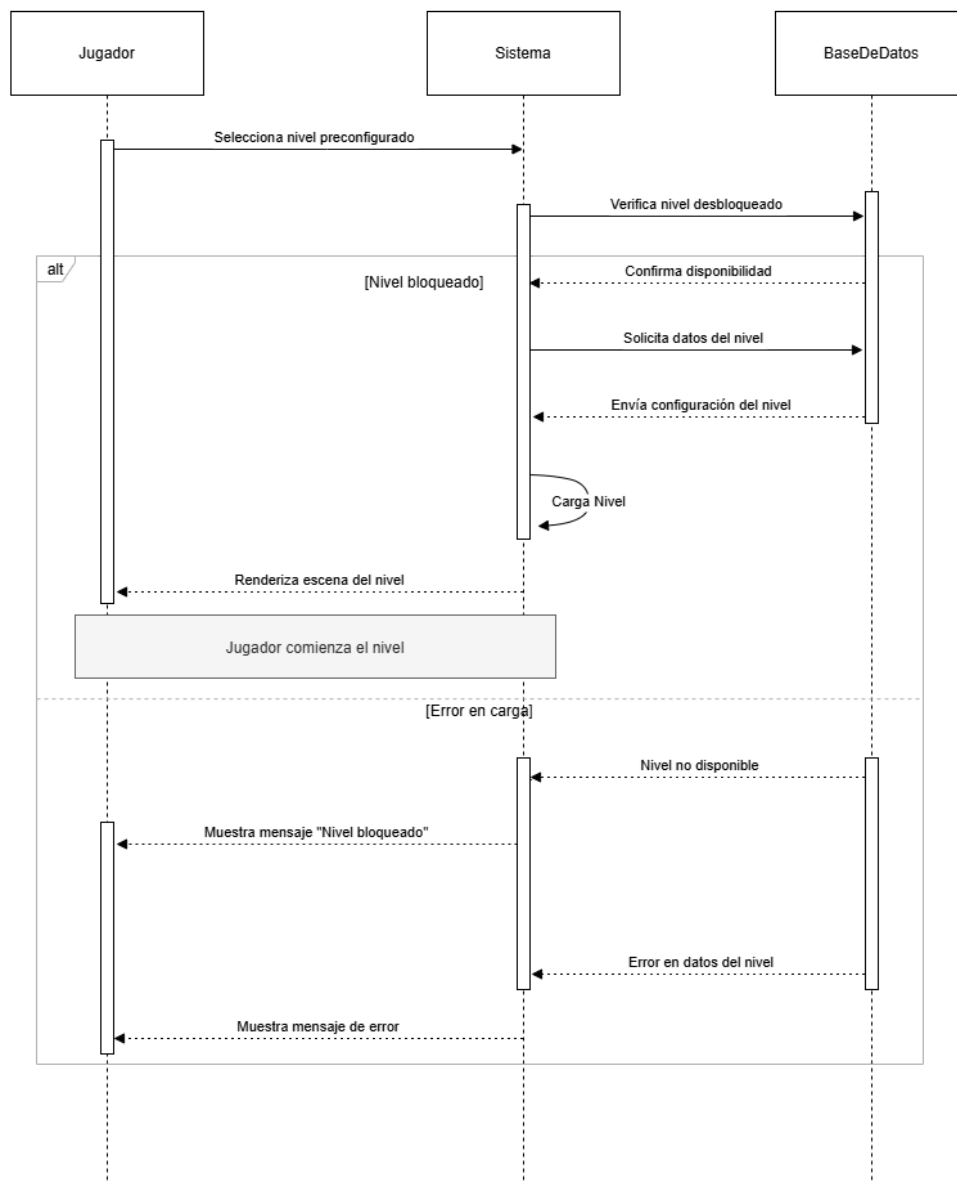 Jugador
Sistema
BaseDeDatos
Selecciona nivel preconfigurado
Verifica nivel desbloqueado
alt
[Nivel bloqueado]
Confirma disponibilidad
Solicita datos del nivel
Envía configuración del nivel
Carga Nivel
Renderiza escena del nivel
Jugador comienza el nivel
[Error en carga]
Nivel no disponible
Muestra mensaje "Nivel bloqueado"
Error en datos del nivel
Muestra mensaje de error